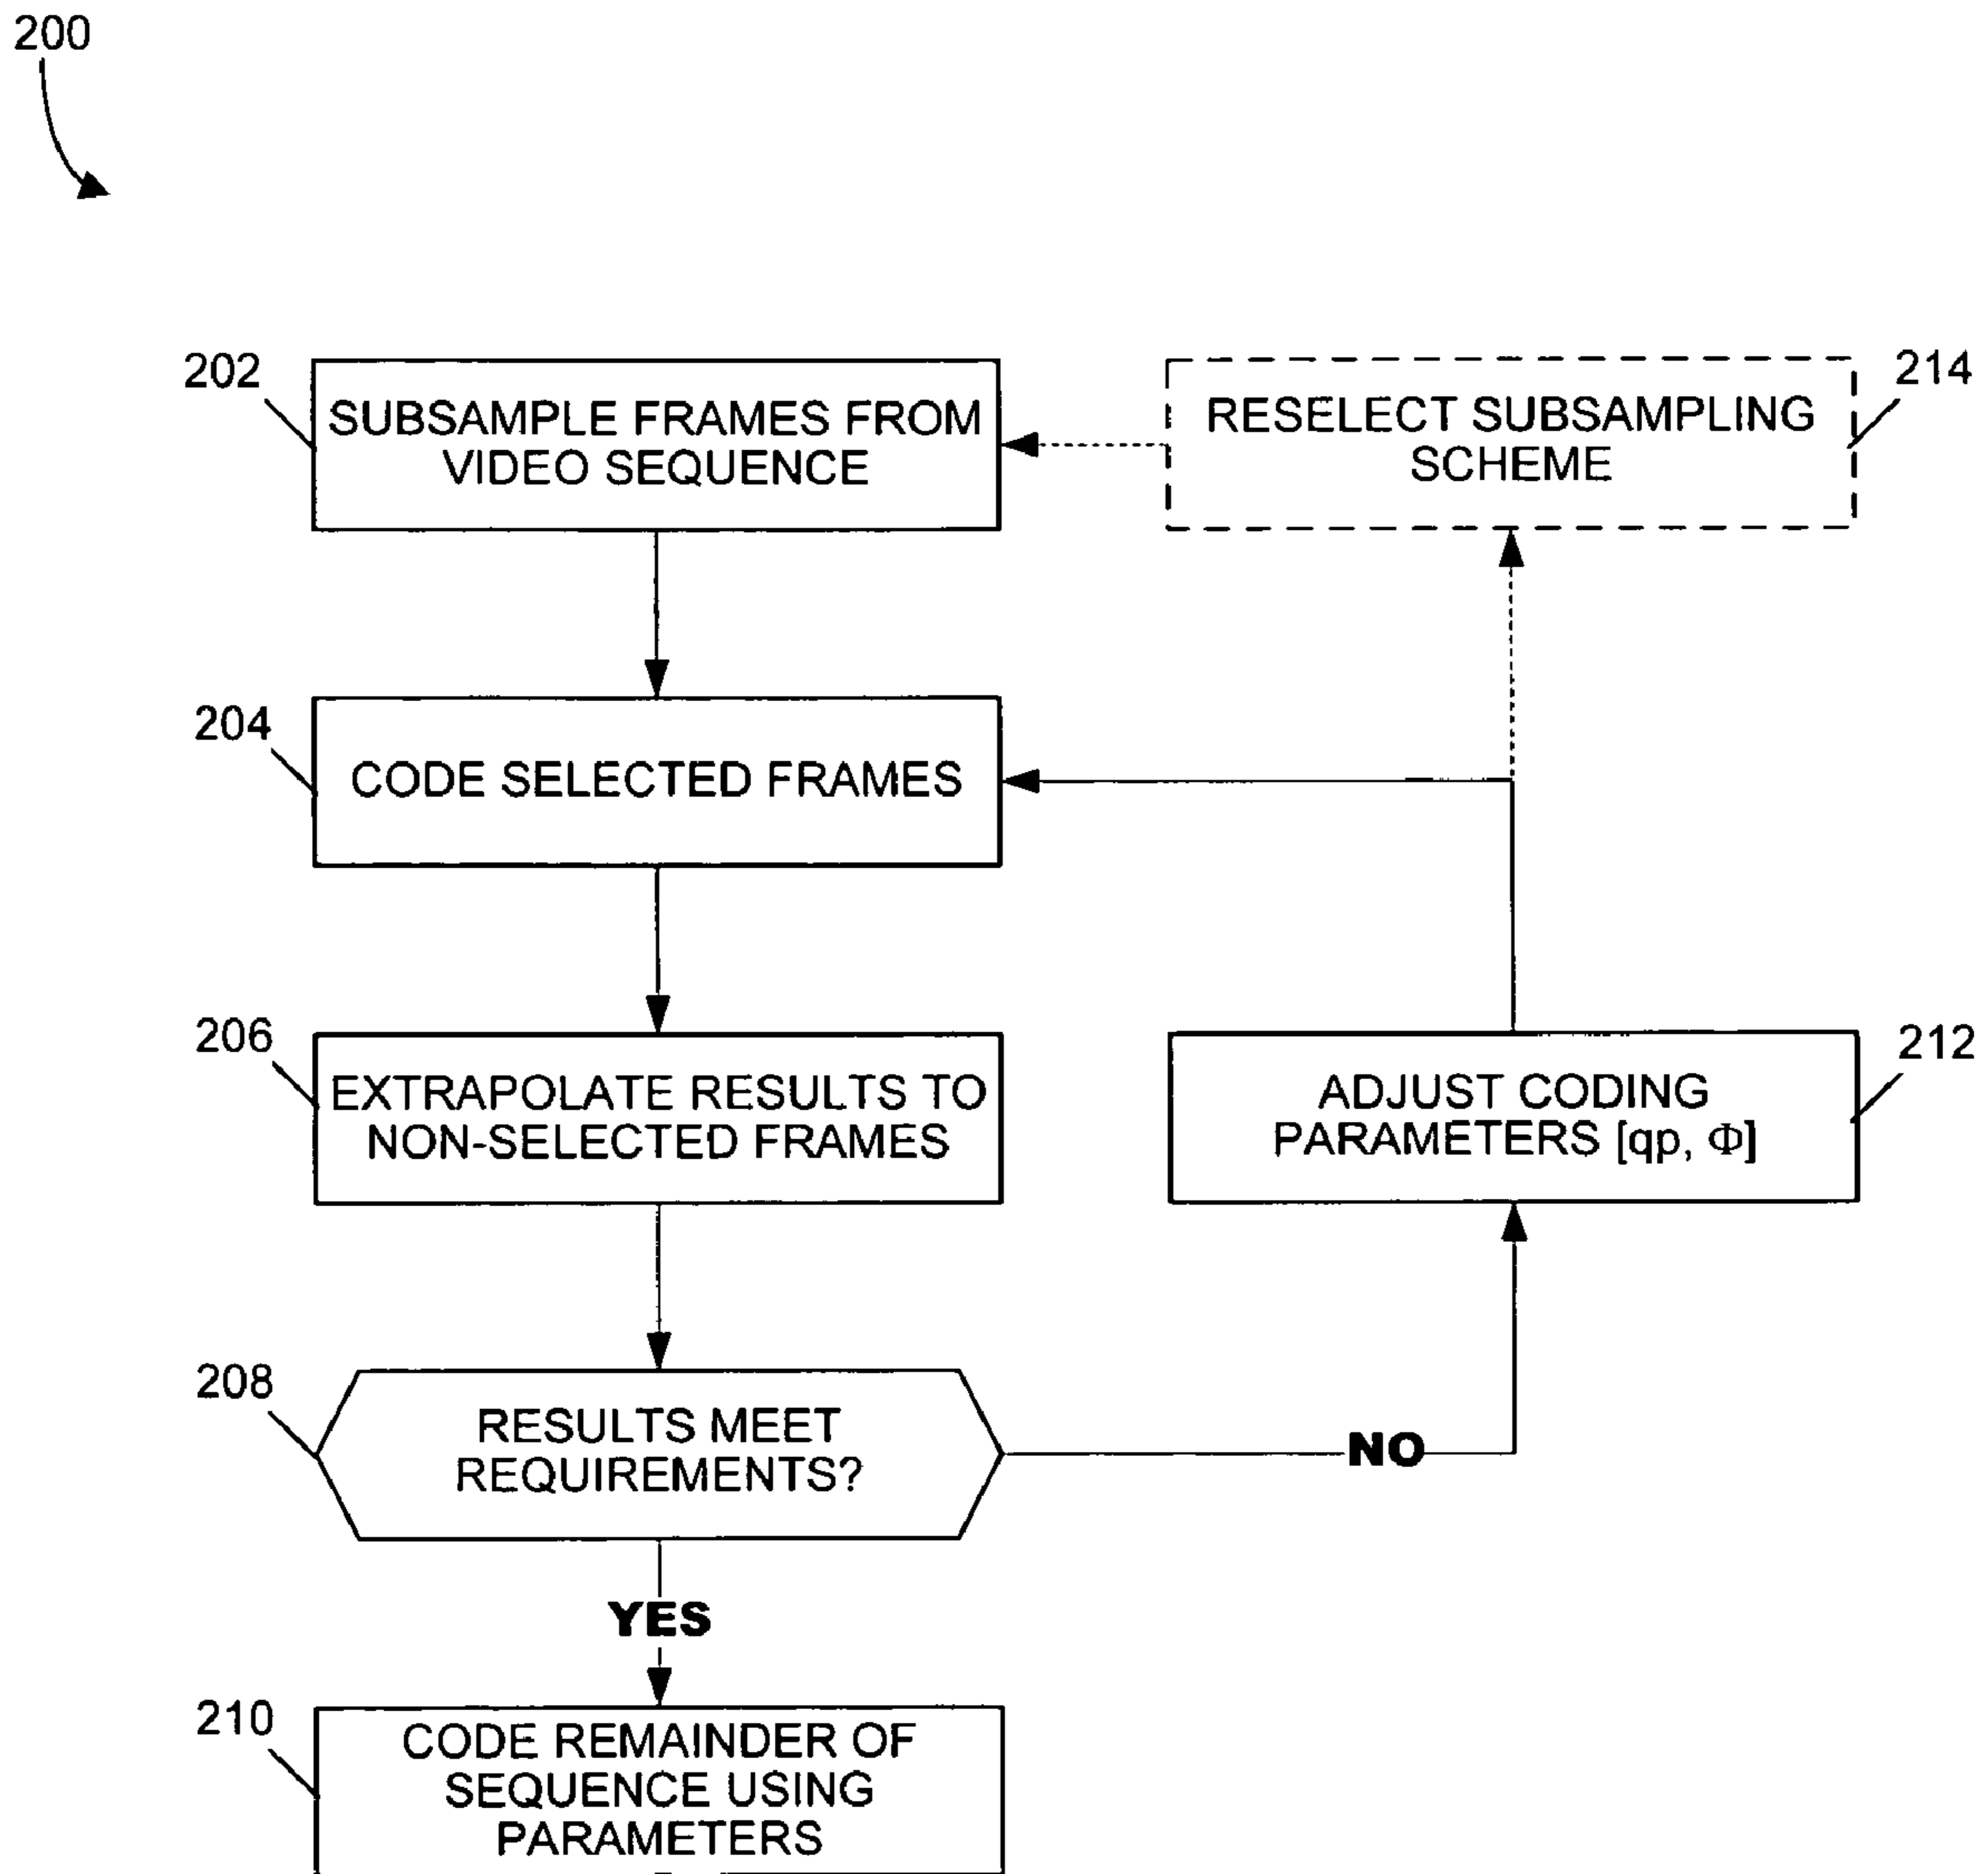 200
202
SUBSAMPLE FRAMES FROM
VIDEO SEQUENCE
RESELECT SUBSAMPLING
SCHEME
214
204
CODE SELECTED FRAMES
206
EXTRAPOLATE RESULTS TO
NON-SELECTED FRAMES
ADJUST CODING
PARAMETERS [qp, Φ]
212
208
RESULTS MEET
REQUIREMENTS?
NO
YES
210
CODE REMAINDER OF
SEQUENCE USING
PARAMETERS